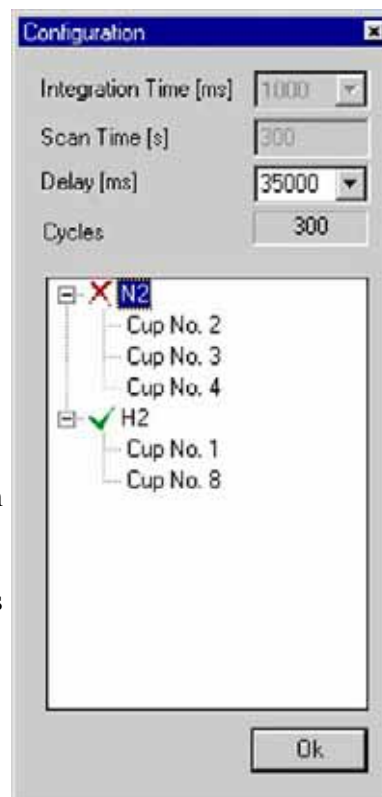 Configuration
Integration Time [ms] 1000
Scan Time [s] 300
Delay [ms] 35000
Cycles 300
N2
Cup No. 2
Cup No. 3
Cup No. 4
H2
Cup No. 1
Cup No. 8
Ok